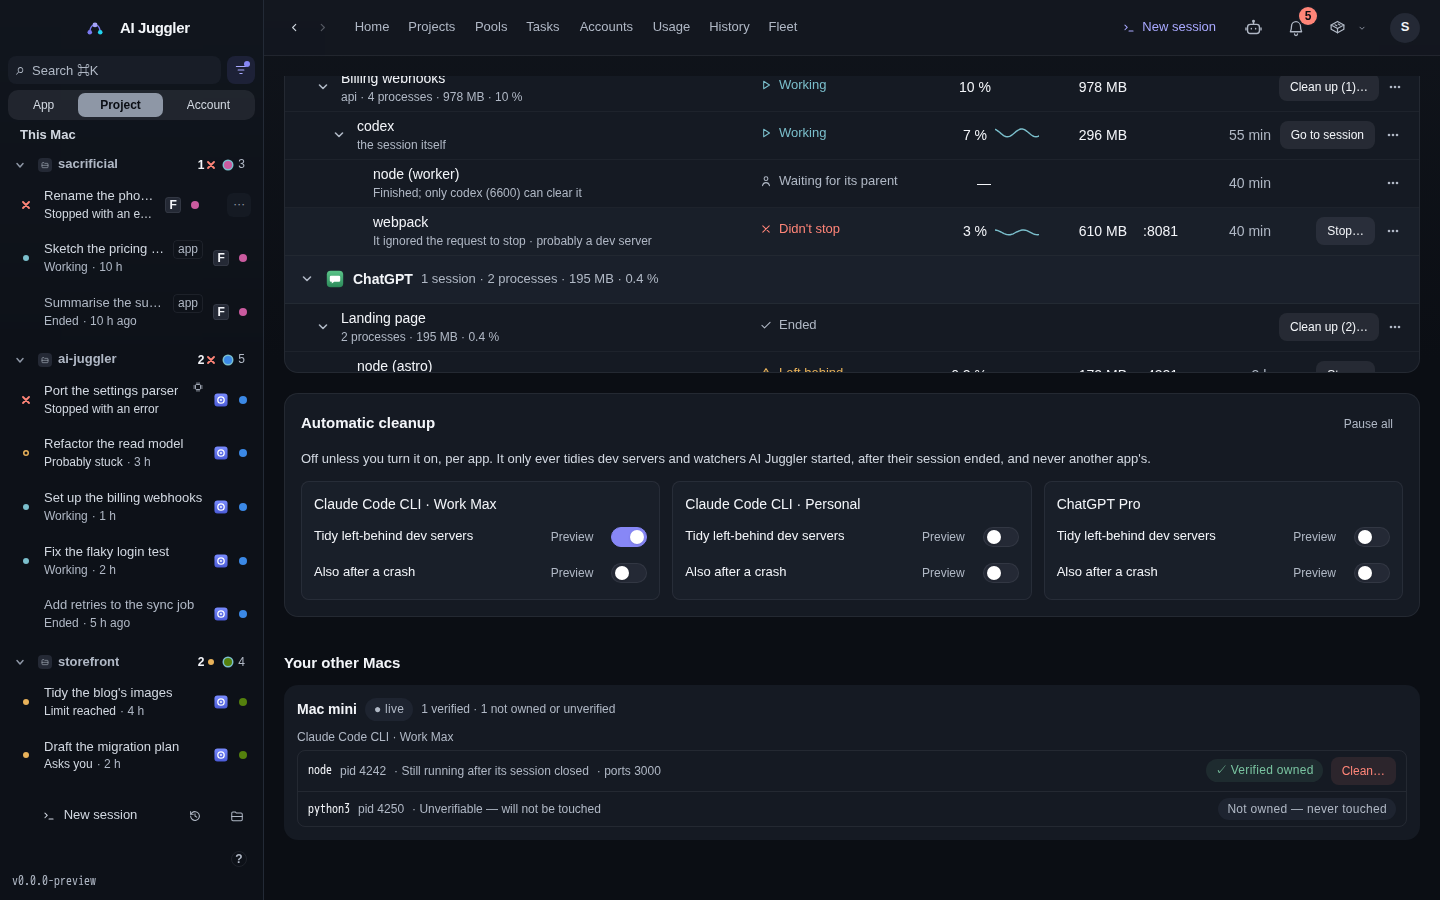 AI Juggler
Search ⌘K
App Project Account
This Mac
sacrificial 1 3
Rename the pho…
Stopped with an e… F
Sketch the pricing … app
Working · 10 h F
Summarise the su… app
Ended · 10 h ago F
ai-juggler 2 5
Port the settings parser
Stopped with an error
Refactor the read model
Probably stuck · 3 h
Set up the billing webhooks
Working · 1 h
Fix the flaky login test
Working · 2 h
Add retries to the sync job
Ended · 5 h ago
storefront 2 4
Tidy the blog's images
Limit reached · 4 h
Draft the migration plan
Asks you · 2 h
New session
?
v0.0.0-preview
Home Projects Pools Tasks Accounts Usage History Fleet
New session 5 S
Billing webhooks
api · 4 processes · 978 MB · 10 %
Working 10 % 978 MB Clean up (1)…
codex
the session itself
Working 7 % 296 MB 55 min Go to session
node (worker)
Finished; only codex (6600) can clear it
Waiting for its parent — 40 min
webpack
It ignored the request to stop · probably a dev server
Didn't stop 3 % 610 MB :8081 40 min Stop…
ChatGPT 1 session · 2 processes · 195 MB · 0.4 %
Landing page
2 processes · 195 MB · 0.4 %
Ended Clean up (2)…
node (astro)
Left behind
Automatic cleanup Pause all
Off unless you turn it on, per app. It only ever tidies dev servers and watchers AI Juggler started, after their session ended, and never another app's.
Claude Code CLI · Work Max
Tidy left-behind dev servers Preview
Also after a crash Preview
Claude Code CLI · Personal
Tidy left-behind dev servers Preview
Also after a crash Preview
ChatGPT Pro
Tidy left-behind dev servers Preview
Also after a crash Preview
Your other Macs
Mac mini live 1 verified · 1 not owned or unverified
Claude Code CLI · Work Max
node pid 4242 · Still running after its session closed · ports 3000 ✓ Verified owned Clean…
python3 pid 4250 · Unverifiable — will not be touched Not owned — never touched